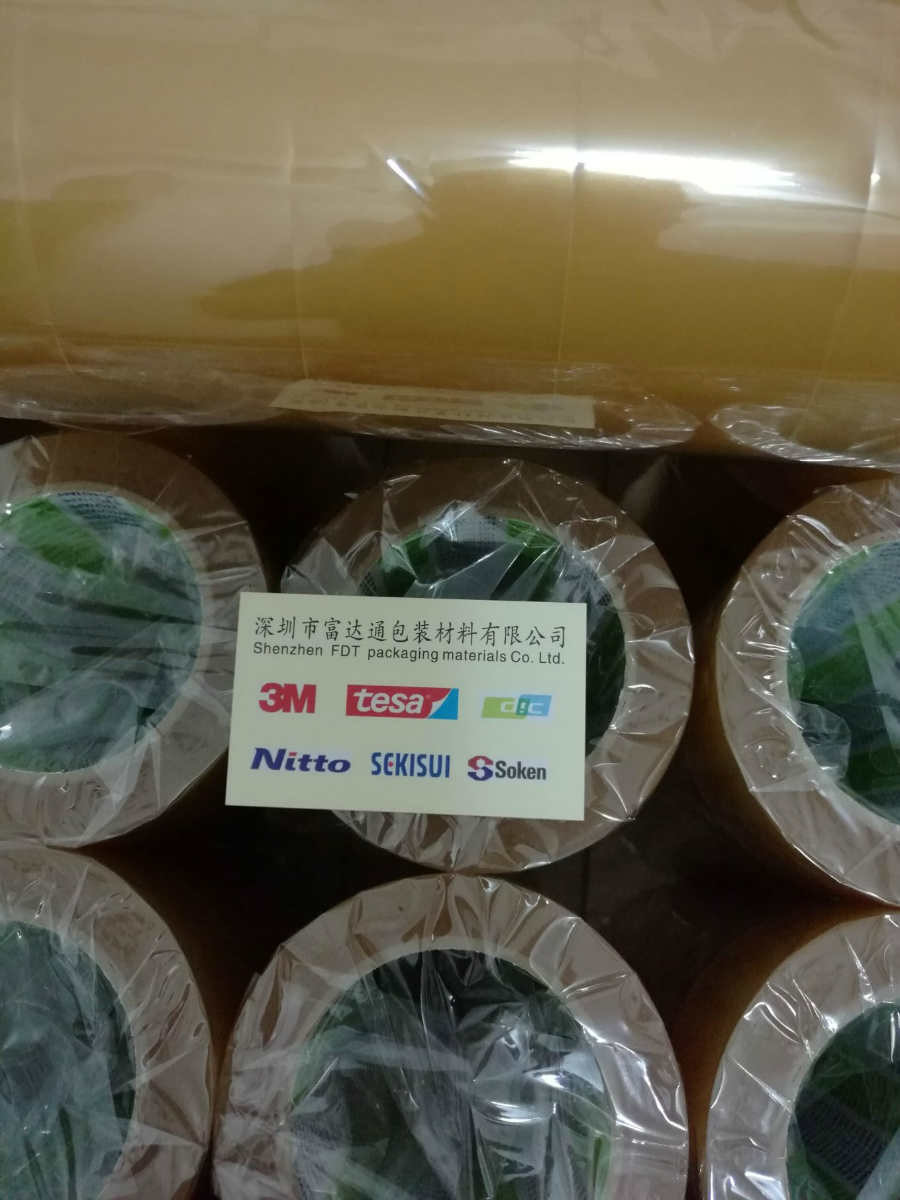 深圳市富达通包装材料有限公司
Shenzhen FDT packaging materials Co. Ltd.
3M tesa d!c
Nitto SEKISUI Soken